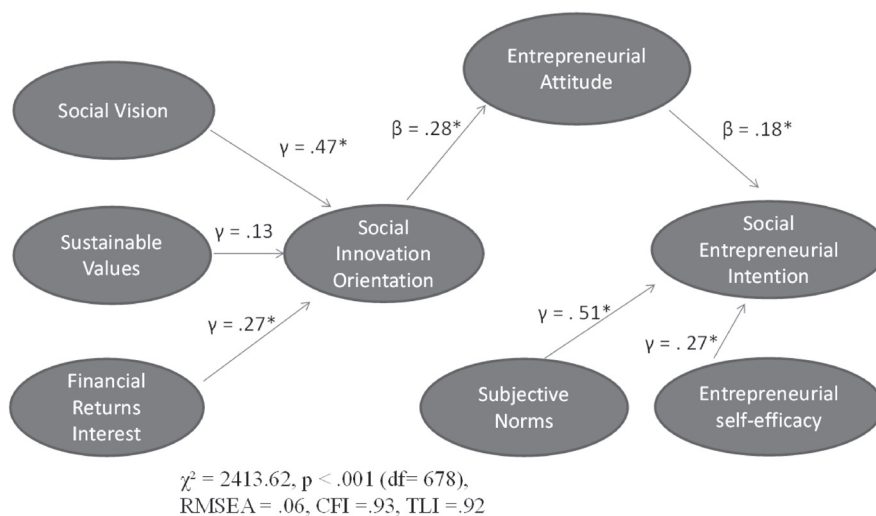 Entrepreneurial
Attitude
Social Vision
γ = .47*
β = .28*
β = .18*
Sustainable
Values
γ = .13
Social
Innovation
Orientation
Social
Entrepreneurial
Intention
γ = .27*
γ = . 51*
γ = . 27*
Financial
Returns
Interest
Subjective
Norms
Entrepreneurial
self-efficacy
χ² = 2413.62, p < .001 (df= 678),
RMSEA = .06, CFI =.93, TLI =.92